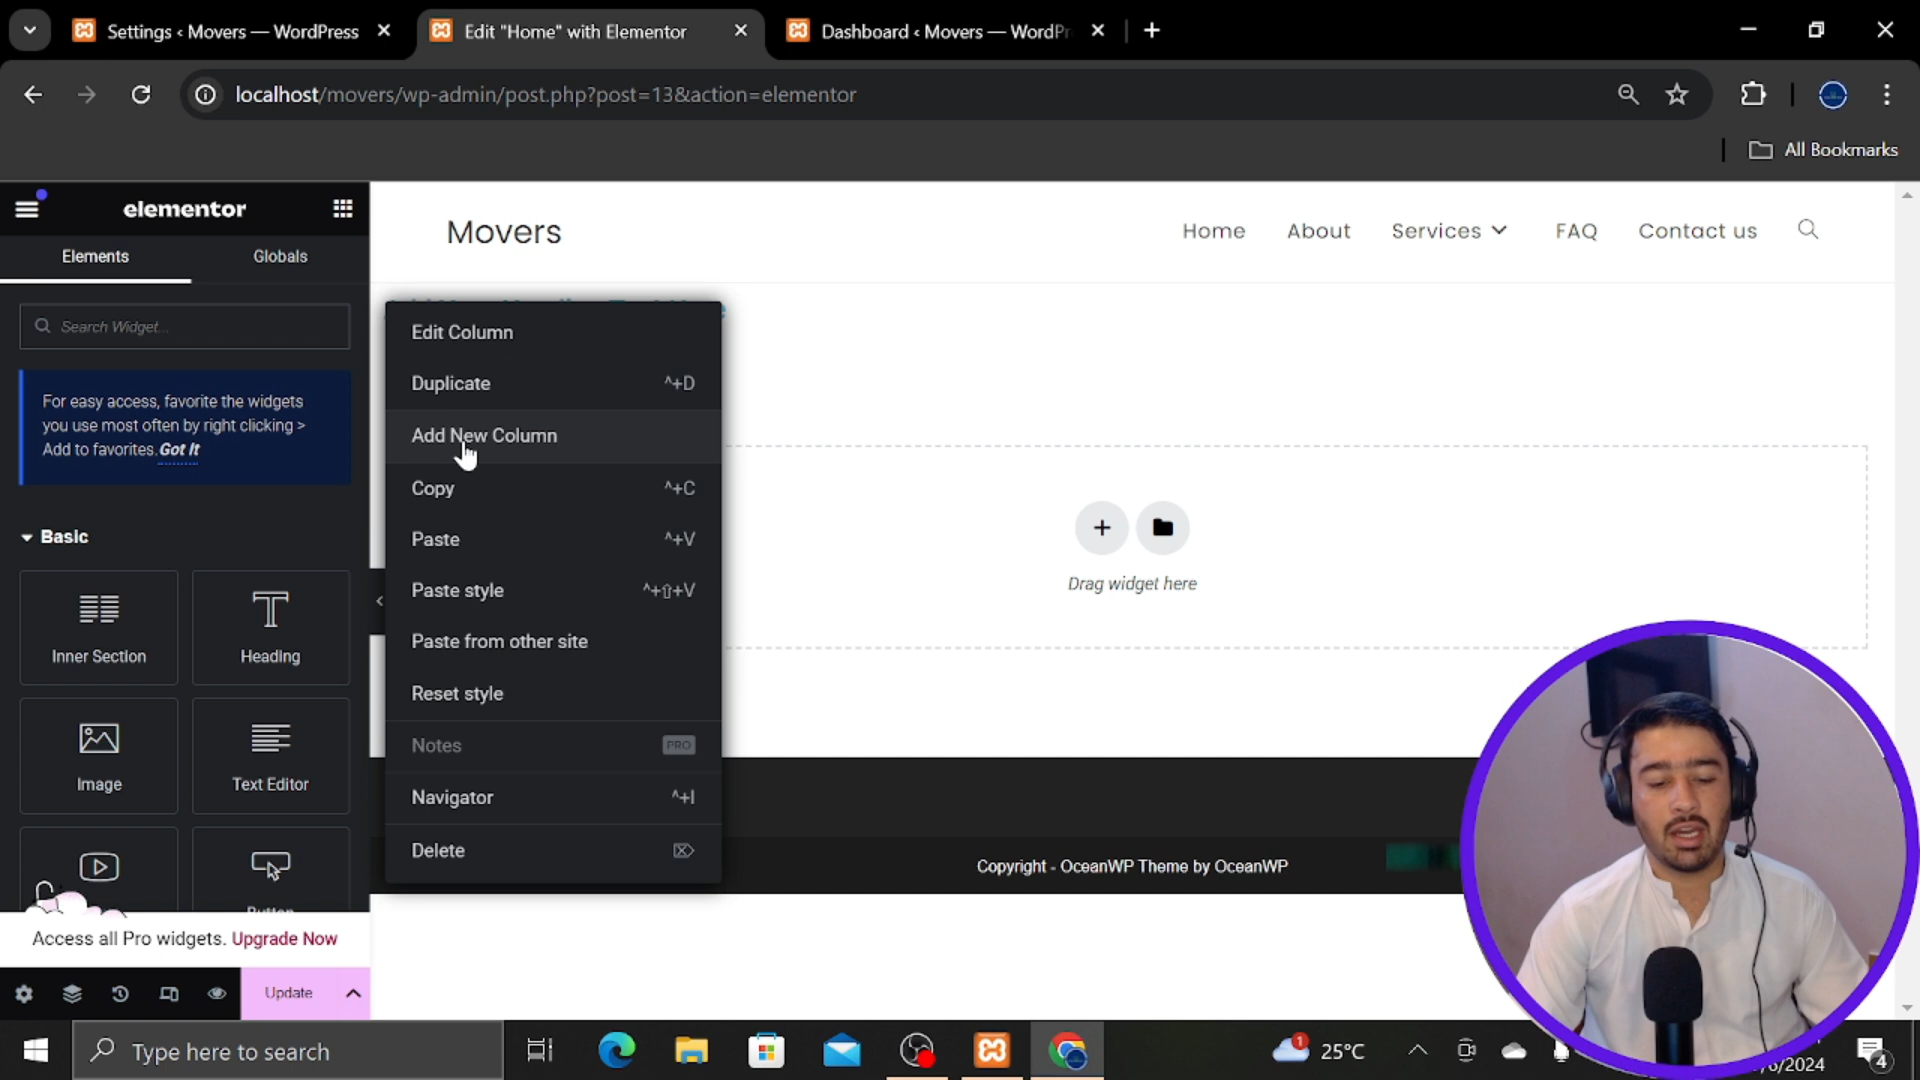 Settings ‹ Movers — WordPress
Edit "Home" with Elementor
Dashboard ‹ Movers — WordPr
localhost/movers/wp-admin/post.php?post=13&action=elementor
All Bookmarks
elementor
Elements
Globals
Search Widget...
For easy access, favorite the widgets
you use most often by right clicking >
Add to favorites. Got It
Basic
Inner Section
Heading
Image
Text Editor
Access all Pro widgets. Upgrade Now
Update
Movers
Home
About
Services
FAQ
Contact us
Edit Column
Duplicate ^+D
Add New Column
Copy ^+C
Paste ^+V
Paste style ^+⇧+V
Paste from other site
Reset style
Notes PRO
Navigator ^+I
Delete
Drag widget here
Copyright - OceanWP Theme by OceanWP
Type here to search
1
25°C
/6/2024
4